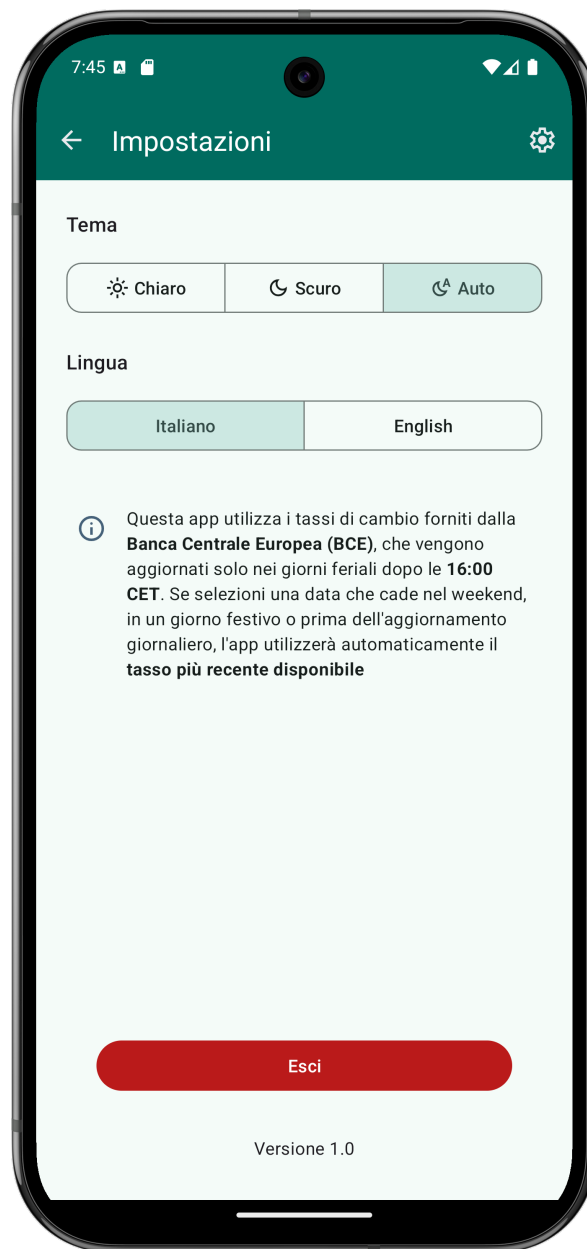 7:45
Impostazioni
Tema
Chiaro Scuro Auto
Lingua
Italiano English
Questa app utilizza i tassi di cambio forniti dalla
Banca Centrale Europea (BCE), che vengono
aggiornati solo nei giorni feriali dopo le 16:00
CET. Se selezioni una data che cade nel weekend,
in un giorno festivo o prima dell'aggiornamento
giornaliero, l'app utilizzerà automaticamente il
tasso più recente disponibile
Esci
Versione 1.0